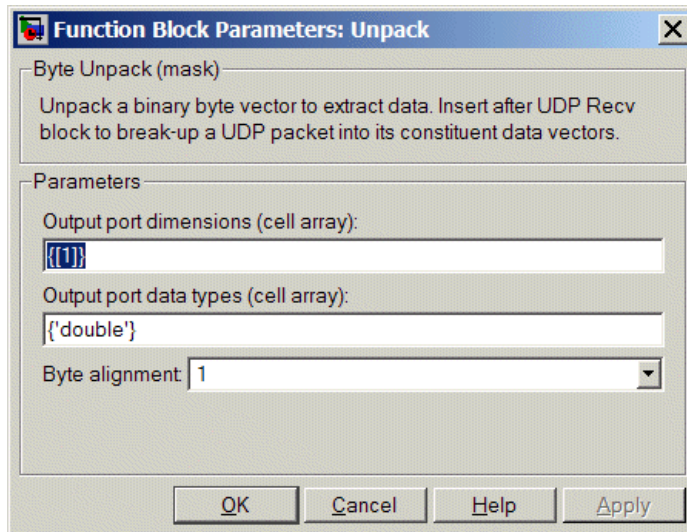 Function Block Parameters: Unpack
Byte Unpack (mask)
Unpack a binary byte vector to extract data. Insert after UDP Recv
block to break-up a UDP packet into its constituent data vectors.
Parameters
Output port dimensions (cell array):
{[1]}
Output port data types (cell array):
{'double'}
Byte alignment: 1
OK Cancel Help Apply